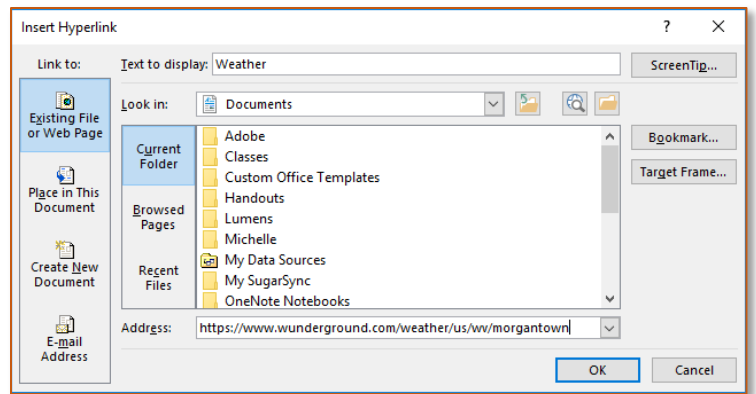 Insert Hyperlink ? X
Link to:
Text to display: Weather
ScreenTip...
Existing File
or Web Page
Look in: Documents
Current
Folder
Browsed
Pages
Recent
Files
Adobe
Classes
Custom Office Templates
Handouts
Lumens
Michelle
My Data Sources
My SugarSync
OneNote Notebooks
Bookmark...
Target Frame...
Place in This
Document
Create New
Document
E-mail
Address
Address: https://www.wunderground.com/weather/us/wv/morgantown
OK
Cancel